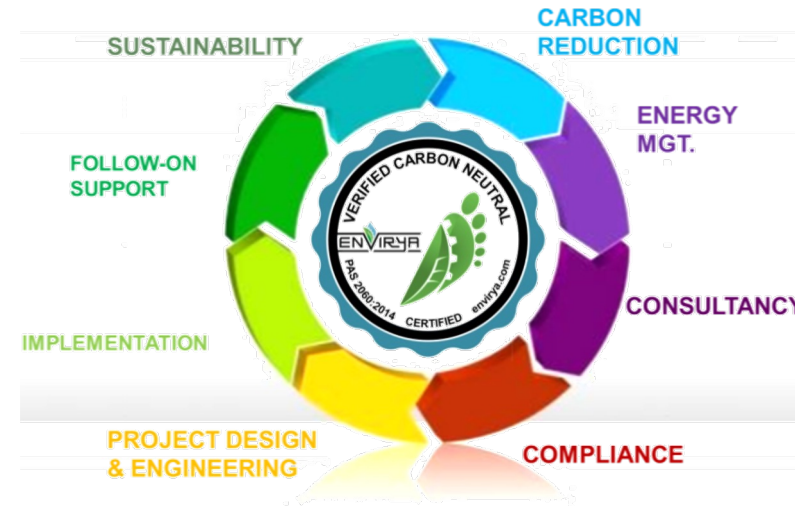 CARBON
REDUCTION
SUSTAINABILITY
ENERGY
MGT.
FOLLOW-ON
SUPPORT
VERIFIED CARBON NEUTRAL
ENVIRYA
PAS 2060:2014 CERTIFIED envirya.com
CONSULTANCY
IMPLEMENTATION
PROJECT DESIGN
& ENGINEERING
COMPLIANCE